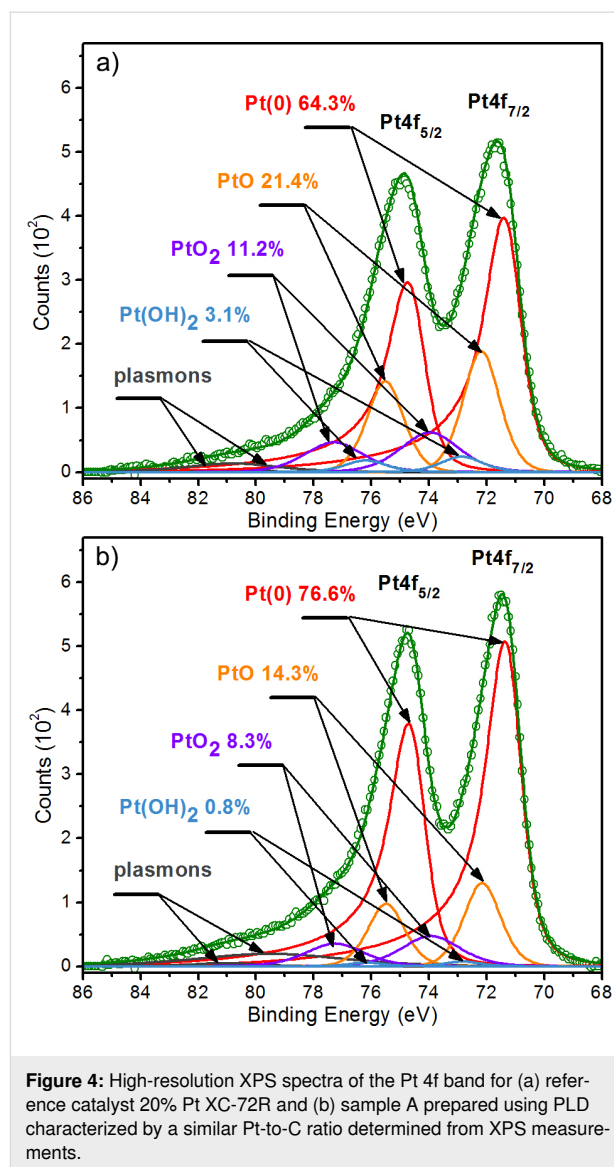 a)
Pt(0) 64.3%
Pt4f5/2
Pt4f7/2
PtO 21.4%
PtO2 11.2%
Pt(OH)2 3.1%
plasmons
Counts (10²)
6
5
4
3
2
1
0
86 84 82 80 78 76 74 72 70 68
Binding Energy (eV)
b)
Pt(0) 76.6%
Pt4f5/2
Pt4f7/2
PtO 14.3%
PtO2 8.3%
Pt(OH)2 0.8%
plasmons
Counts (10²)
6
5
4
3
2
1
0
86 84 82 80 78 76 74 72 70 68
Binding Energy (eV)
Figure 4: High-resolution XPS spectra of the Pt 4f band for (a) refer-
ence catalyst 20% Pt XC-72R and (b) sample A prepared using PLD
characterized by a similar Pt-to-C ratio determined from XPS measure-
ments.